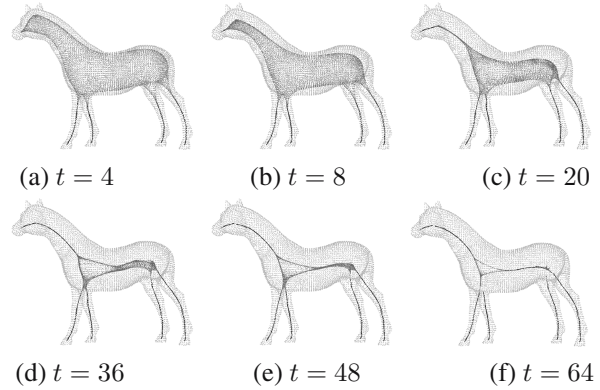 (a) t = 4 (b) t = 8 (c) t = 20
(d) t = 36 (e) t = 48 (f) t = 64